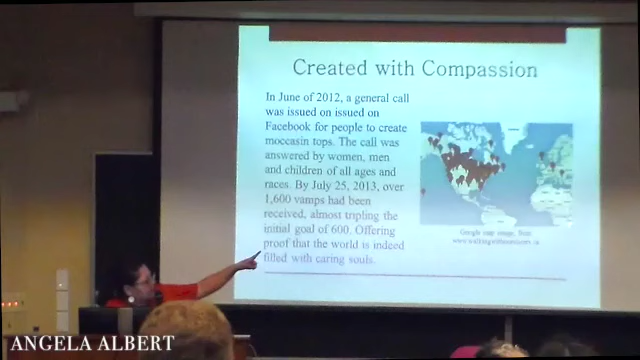 Created with Compassion
In June of 2012, a general call
was issued on issued on
Facebook for people to create
moccasin tops. The call was
answered by women, men
and children of all ages and
races. By July 25, 2013, over
1,600 vamps had been
received, almost tripling the
initial goal of 600. Offering
proof that the world is indeed
filled with caring souls.
Google map image, from
ANGELA ALBERT